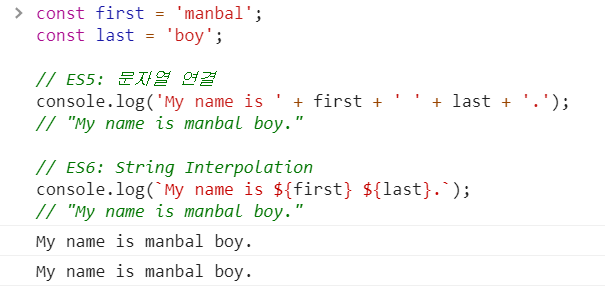 > const first = 'manbal';
const last = 'boy';
// ES5: 문자열 연결
console.log('My name is ' + first + ' ' + last + '.');
// "My name is manbal boy."
// ES6: String Interpolation
console.log(`My name is ${first} ${last}.`);
// "My name is manbal boy."
My name is manbal boy.
My name is manbal boy.